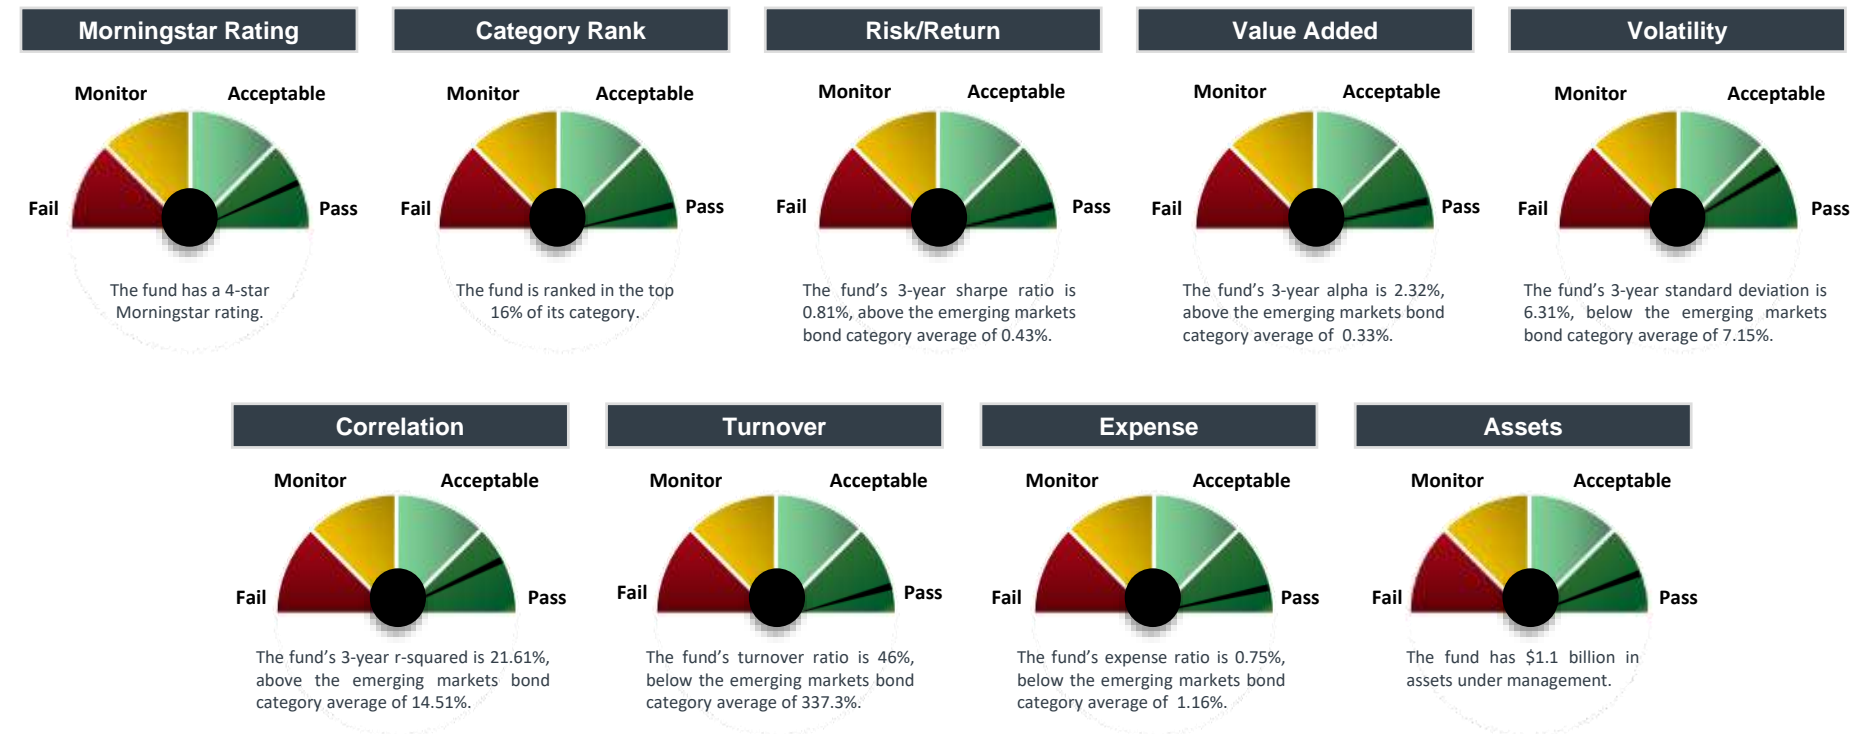 Morningstar Rating
Category Rank
Risk/Return
Value Added
Volatility
Monitor
Acceptable
Fail
Pass
The fund has a 4-star
Morningstar rating.
Monitor
Acceptable
Fail
Pass
The fund is ranked in the top
16% of its category.
Monitor
Acceptable
Fail
Pass
The fund's 3-year sharpe ratio is
0.81%, above the emerging markets
bond category average of 0.43%.
Monitor
Acceptable
Fail
Pass
The fund's 3-year alpha is 2.32%,
above the emerging markets bond
category average of 0.33%.
Monitor
Acceptable
Fail
Pass
The fund's 3-year standard deviation is
6.31%, below the emerging markets
bond category average of 7.15%.
Correlation
Turnover
Expense
Assets
Monitor
Acceptable
Fail
Pass
The fund's 3-year r-squared is 21.61%,
above the emerging markets bond
category average of 14.51%.
Monitor
Acceptable
Fail
Pass
The fund's turnover ratio is 46%,
below the emerging markets bond
category average of 337.3%.
Monitor
Acceptable
Fail
Pass
The fund's expense ratio is 0.75%,
below the emerging markets bond
category average of 1.16%.
Monitor
Acceptable
Fail
Pass
The fund has $1.1 billion in
assets under management.